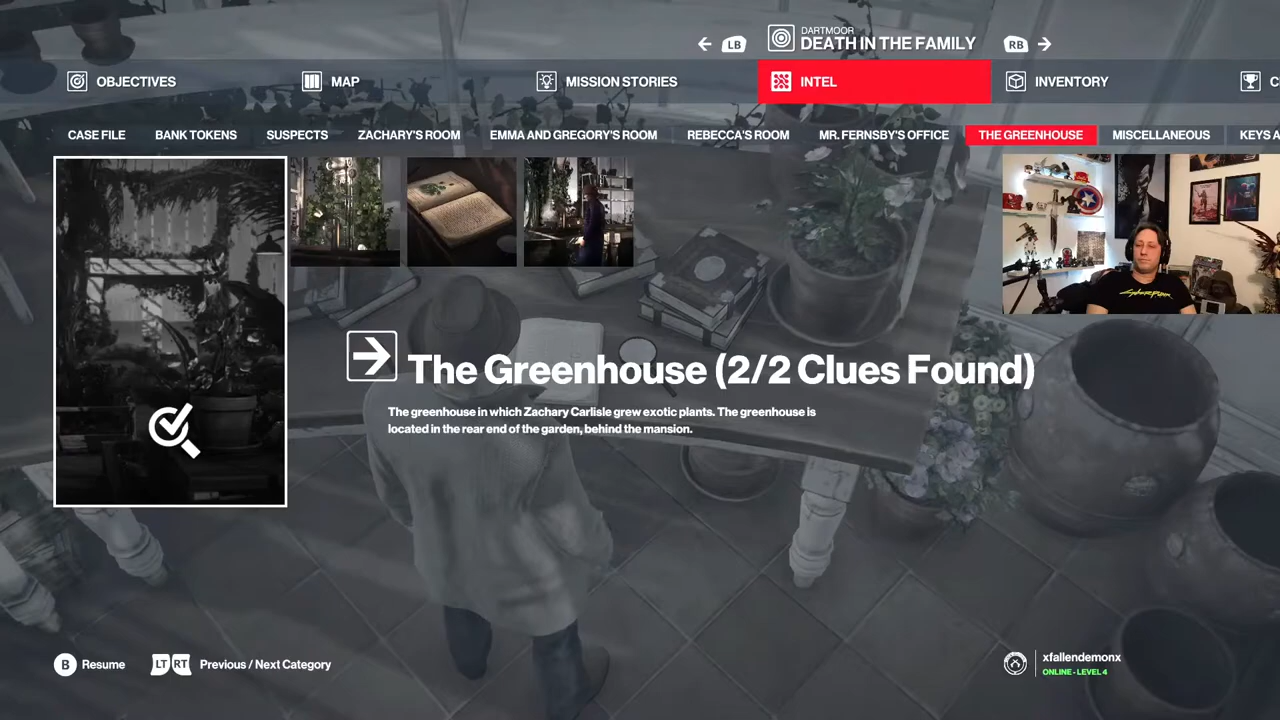 LB
DARTMOOR
DEATH IN THE FAMILY
RB
OBJECTIVES
MAP
MISSION STORIES
INTEL
INVENTORY
C
CASE FILE
BANK TOKENS
SUSPECTS
ZACHARY'S ROOM
EMMA AND GREGORY'S ROOM
REBECCA'S ROOM
MR. FERNSBY'S OFFICE
THE GREENHOUSE
MISCELLANEOUS
KEYS A
The Greenhouse (2/2 Clues Found)
The greenhouse in which Zachary Carlisle grew exotic plants. The greenhouse is
located in the rear end of the garden, behind the mansion.
B Resume
LT RT Previous / Next Category
xfallendemonx
ONLINE - LEVEL 4